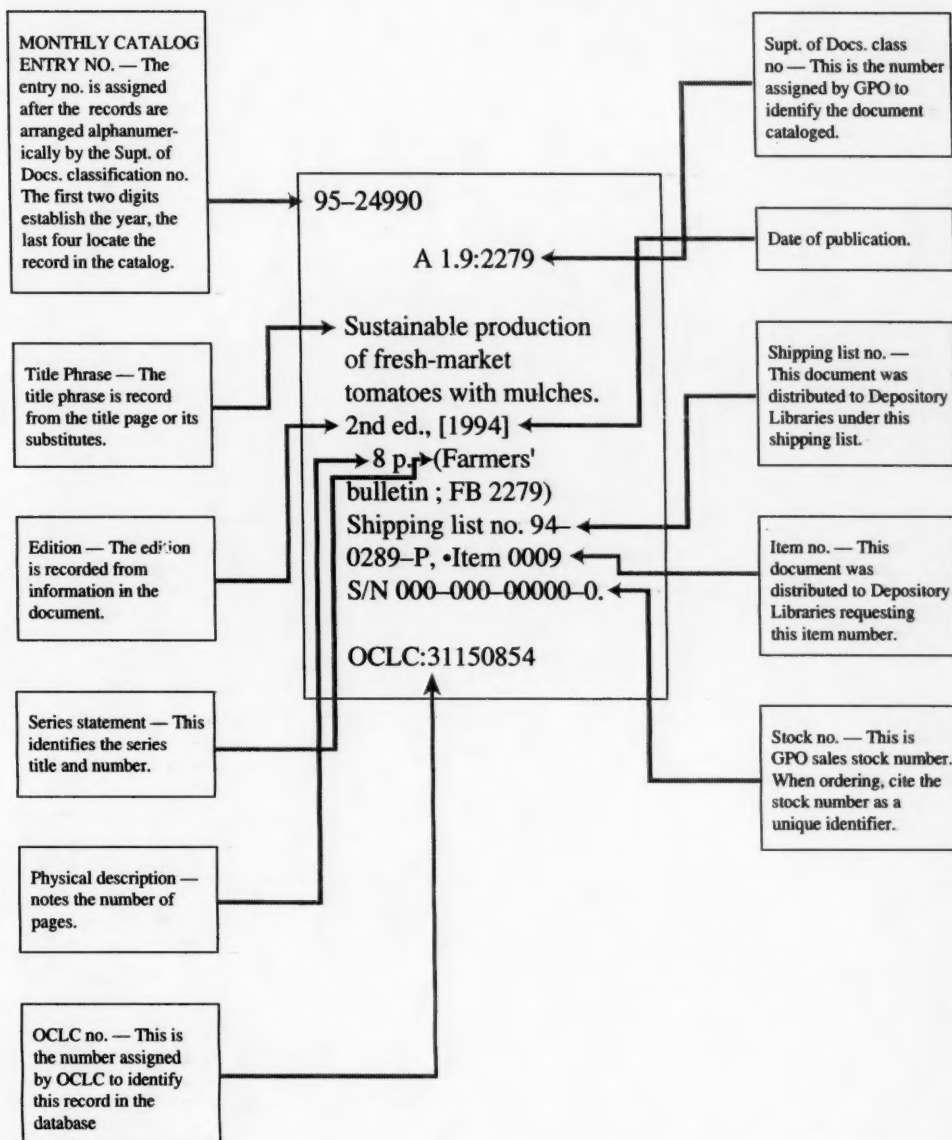 MONTHLY CATALOG
ENTRY NO. — The
entry no. is assigned
after the records are
arranged alphanumer-
ically by the Supt. of
Docs. classification no.
The first two digits
establish the year, the
last four locate the
record in the catalog.
Title Phrase — The
title phrase is record
from the title page or its
substitutes.
Edition — The edition
is recorded from
information in the
document.
Series statement — This
identifies the series
title and number.
Physical description —
notes the number of
pages.
OCLC no. — This is
the number assigned
by OCLC to identify
this record in the
database
95–24990
A 1.9:2279
Sustainable production
of fresh-market
tomatoes with mulches.
2nd ed., [1994]
8 p. (Farmers'
bulletin ; FB 2279)
Shipping list no. 94–
0289–P, •Item 0009
S/N 000–000–00000–0.
OCLC:31150854
Supt. of Docs. class
no — This is the number
assigned by GPO to
identify the document
cataloged.
Date of publication.
Shipping list no. —
This document was
distributed to Depository
Libraries under this
shipping list.
Item no. — This
document was
distributed to Depository
Libraries requesting
this item number.
Stock no. — This is
GPO sales stock number.
When ordering, cite the
stock number as a
unique identifier.